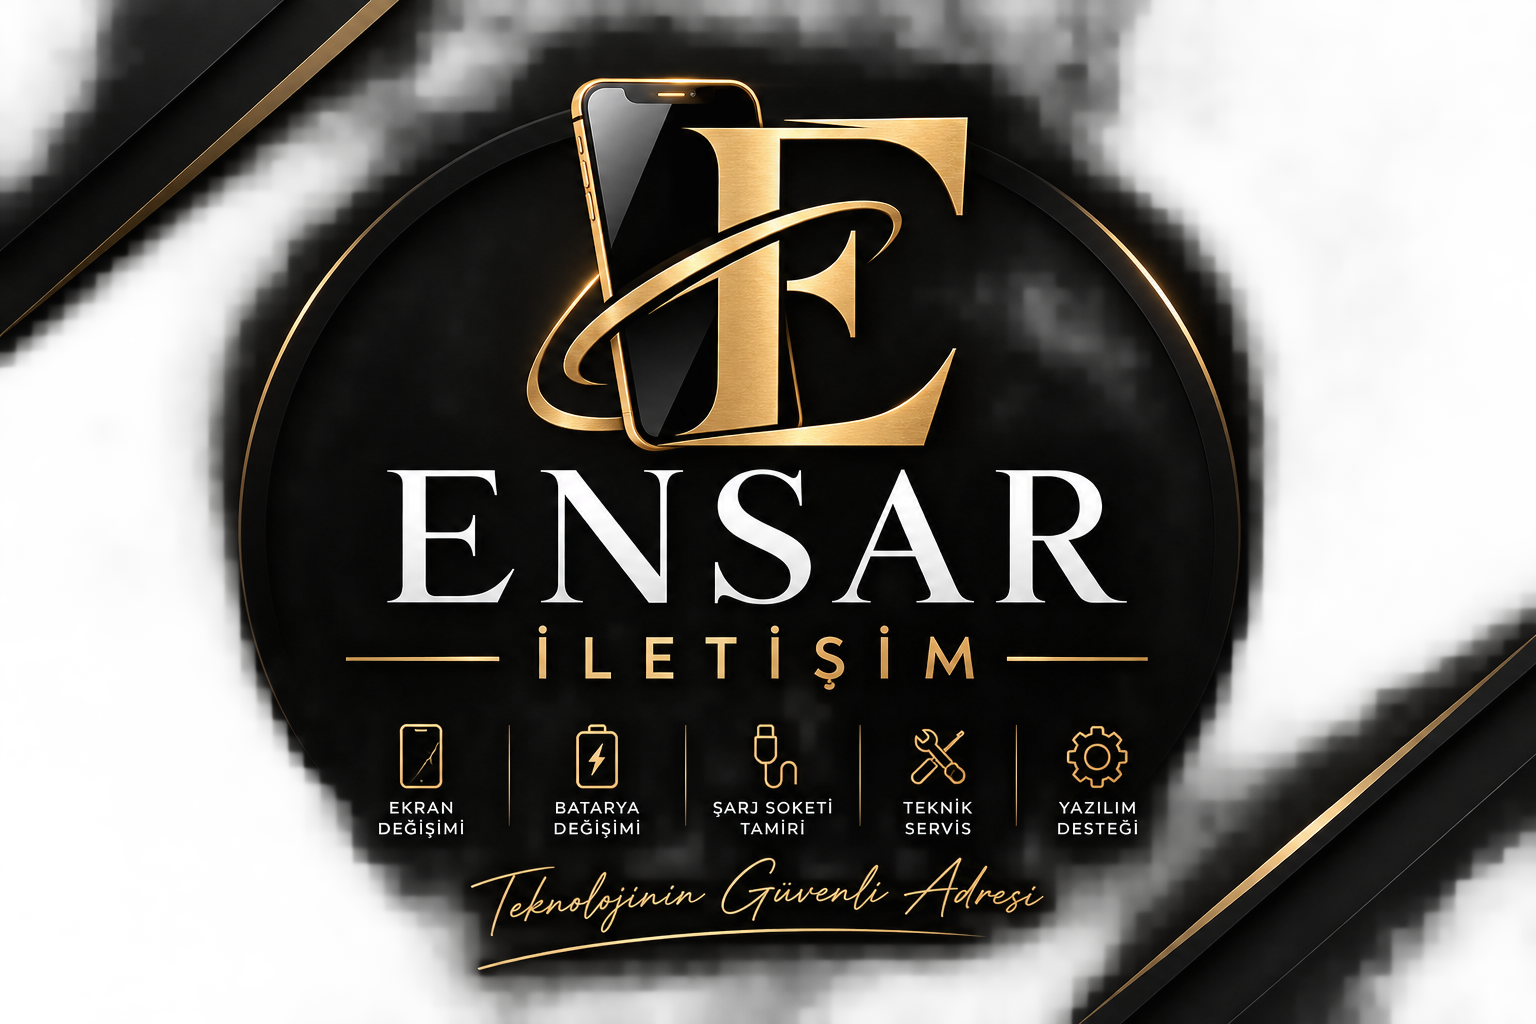 E
ENSAR
İLETİŞİM
EKRAN
DEĞİŞİMİ
BATARYA
DEĞİŞİMİ
ŞARJ SOKETİ
TAMİRİ
TEKNİK
SERVİS
YAZILIM
DESTEĞİ
Teknolojinin Güvenli Adresi